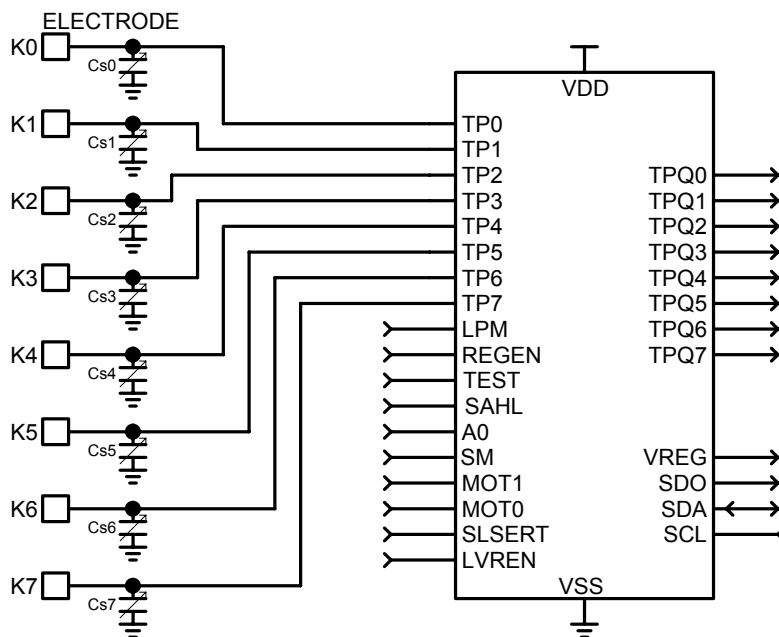 ELECTRODE
K0
Cs0
K1
Cs1
K2
Cs2
K3
Cs3
K4
Cs4
K5
Cs5
K6
Cs6
K7
Cs7
VDD
TP0
TP1
TP2
TP3
TP4
TP5
TP6
TP7
LPM
REGEN
TEST
SAHL
A0
SM
MOT1
MOT0
SLSERT
LVREN
TPQ0
TPQ1
TPQ2
TPQ3
TPQ4
TPQ5
TPQ6
TPQ7
VREG
SDO
SDA
SCL
VSS